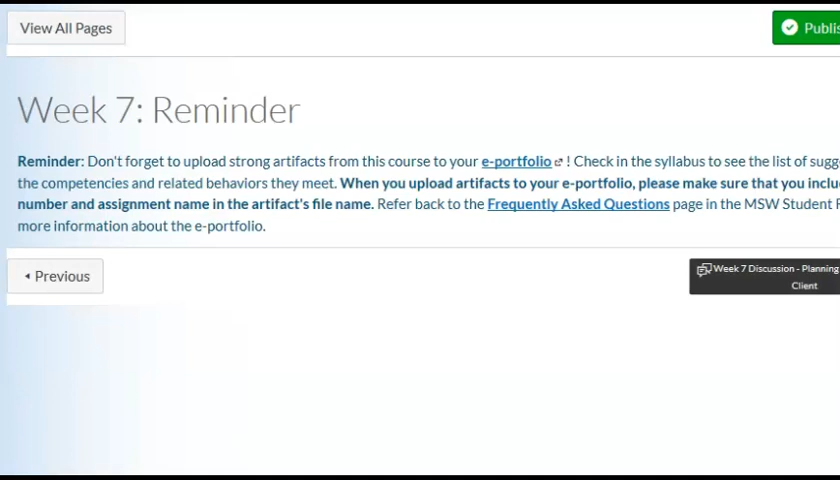 View All Pages
Week 7: Reminder
Reminder: Don't forget to upload strong artifacts from this course to your e-portfolio ! Check in the syllabus to see the list of
the competencies and related behaviors they meet. When you upload artifacts to your e-portfolio, please make sure that you
number and assignment name in the artifact's file name. Refer back to the Frequently Asked Questions page in the MSW Student
more information about the e-portfolio.
Previous
Week 7 Discussion - Planning
Client